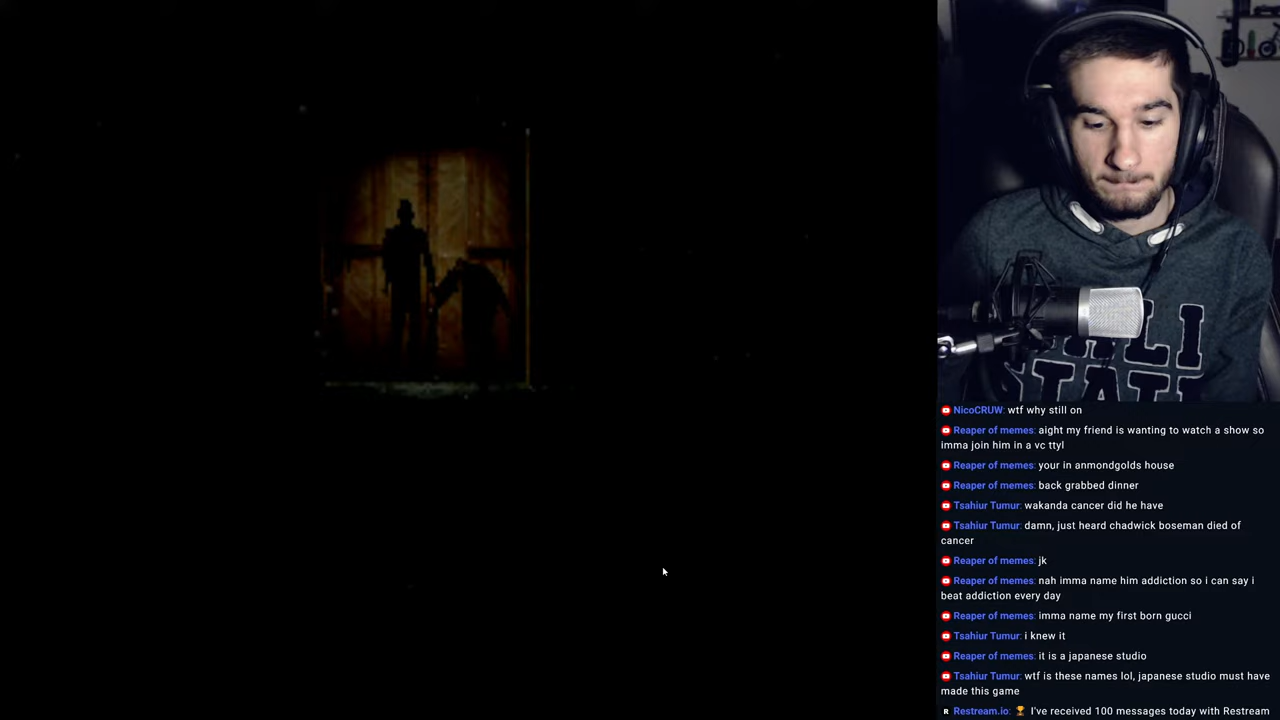 NicoCRUW: wtf why still on
Reaper of memes: aight my friend is wanting to watch a show so
imma join him in a vc ttyl
Reaper of memes: your in anmondgolds house
Reaper of memes: back grabbed dinner
Tsahiur Tumur: wakanda cancer did he have
Tsahiur Tumur: damn, just heard chadwick boseman died of
cancer
Reaper of memes: jk
Reaper of memes: nah imma name him addiction so i can say i
beat addiction every day
Reaper of memes: imma name my first born gucci
Tsahiur Tumur: i knew it
Reaper of memes: it is a japanese studio
Tsahiur Tumur: wtf is these names lol, japanese studio must have
made this game
R Restream.io: 🏆 I've received 100 messages today with Restream